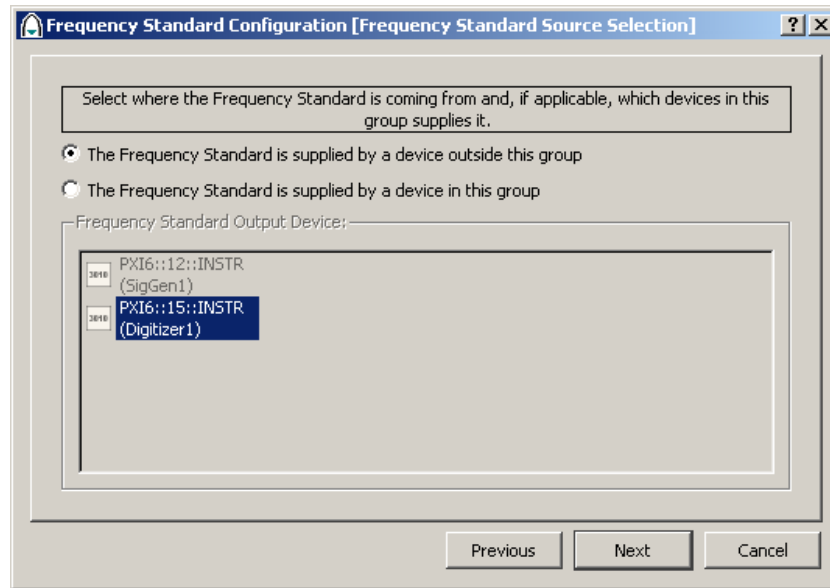 Frequency Standard Configuration [Frequency Standard Source Selection]
Select where the Frequency Standard is coming from and, if applicable, which devices in this
group supplies it.
The Frequency Standard is supplied by a device outside this group
The Frequency Standard is supplied by a device in this group
Frequency Standard Output Device:
3010
PXI6::12::INSTR
(SigGen1)
3010
PXI6::15::INSTR
(Digitizer1)
Previous
Next
Cancel